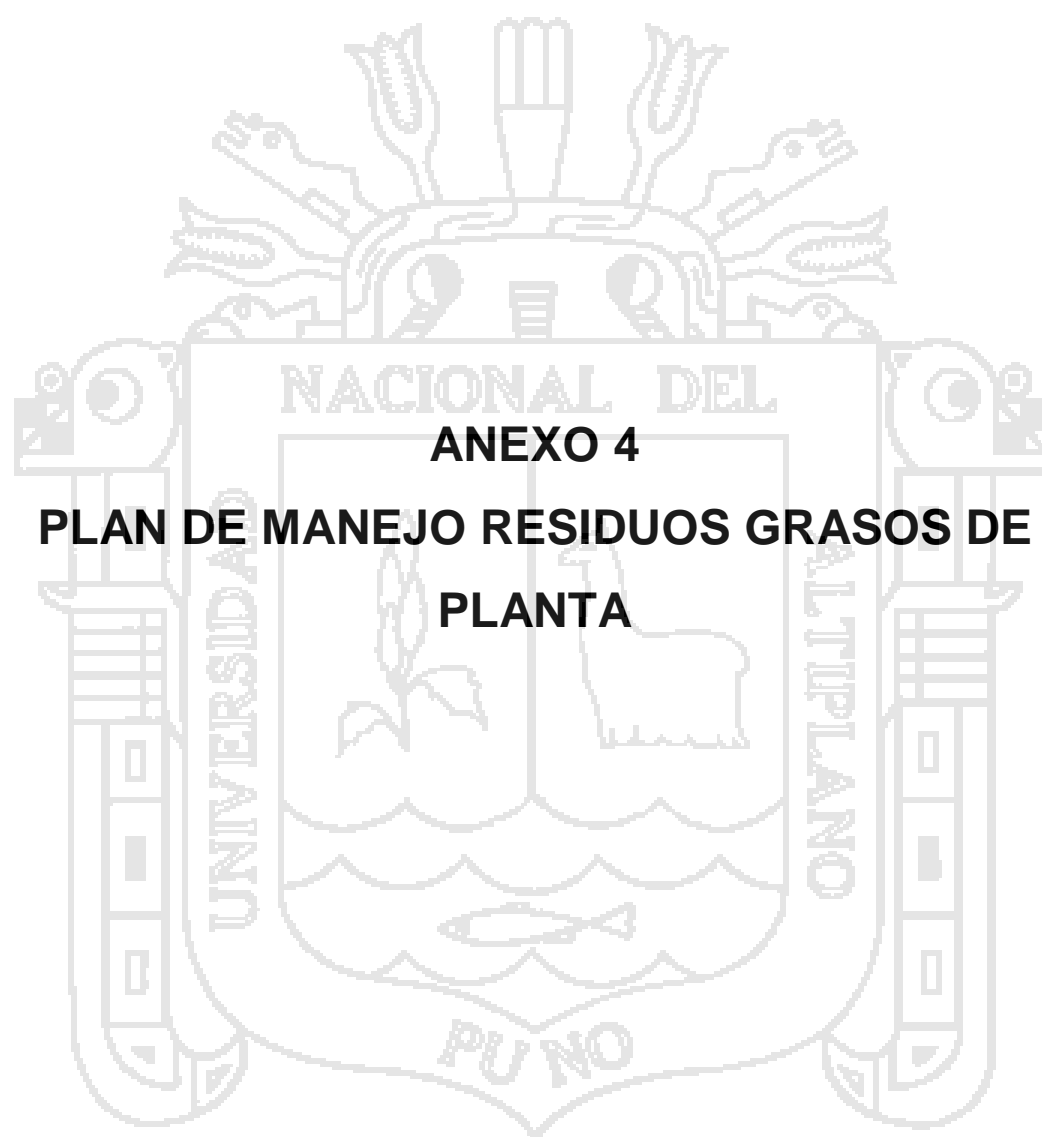 NACIONAL DEL
ANEXO 4
PLAN DE MANEJO RESIDUOS GRASOS DE
PLANTA
UNIVERSIDAD
ALTIPLANO
PUNO